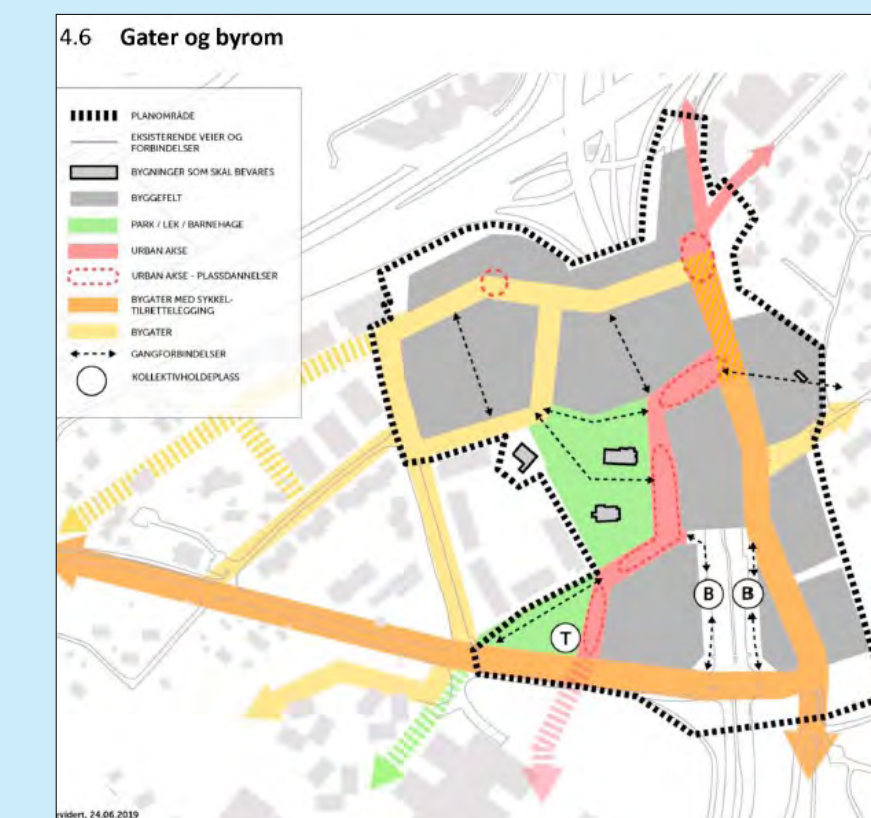 4.6 Gater og byrom
PLANOMRÅDE
EKSISTERENDE VEIER OG
FORBINDELSER
BYGNINGER SOM SKAL BEVARES
BYGGEFELT
PARK / LEK / BARNEHAGE
URBAN AKSE
URBAN AKSE - PLASSDANNELSER
BYGATER MED SYKKEL-
TILRETTELEGGING
BYGATER
GANGFORBINDELSER
KOLLEKTIVHOLDEPLASS
B B
T
evidert, 24.06.2019